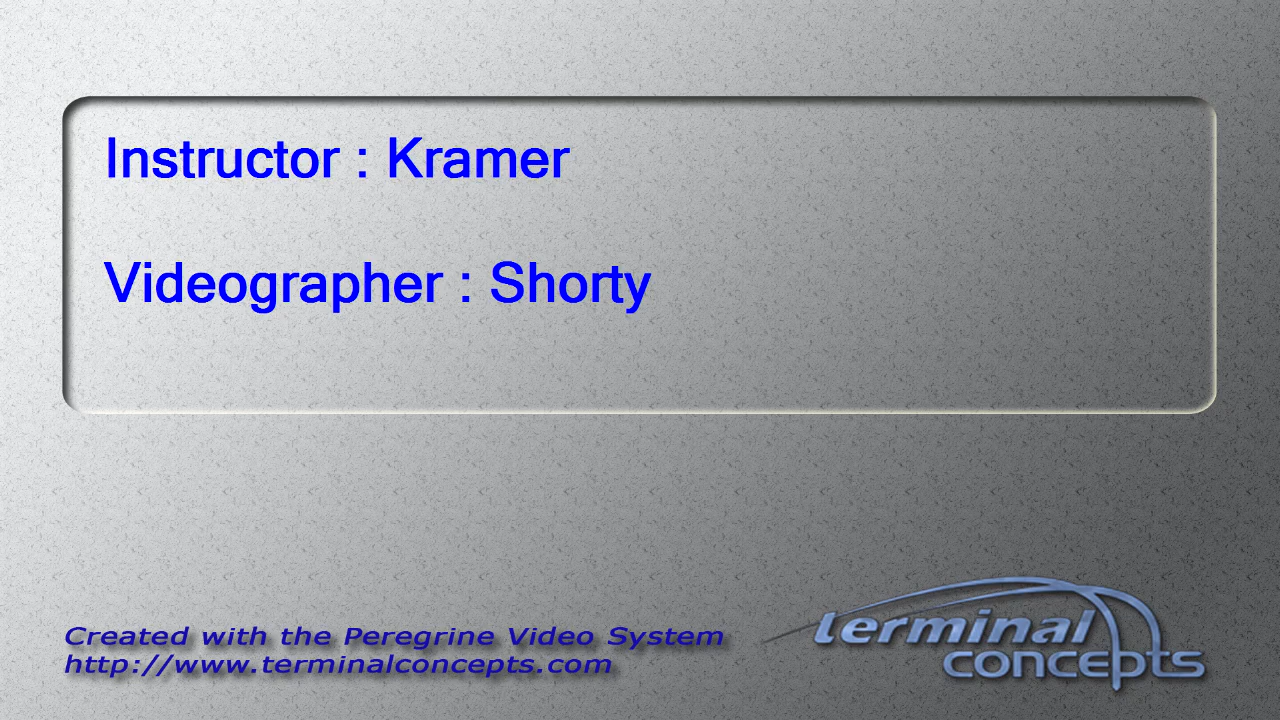 Instructor : Kramer
Videographer : Shorty
Created with the Peregrine Video System
http://www.terminalconcepts.com
terminal
concepts